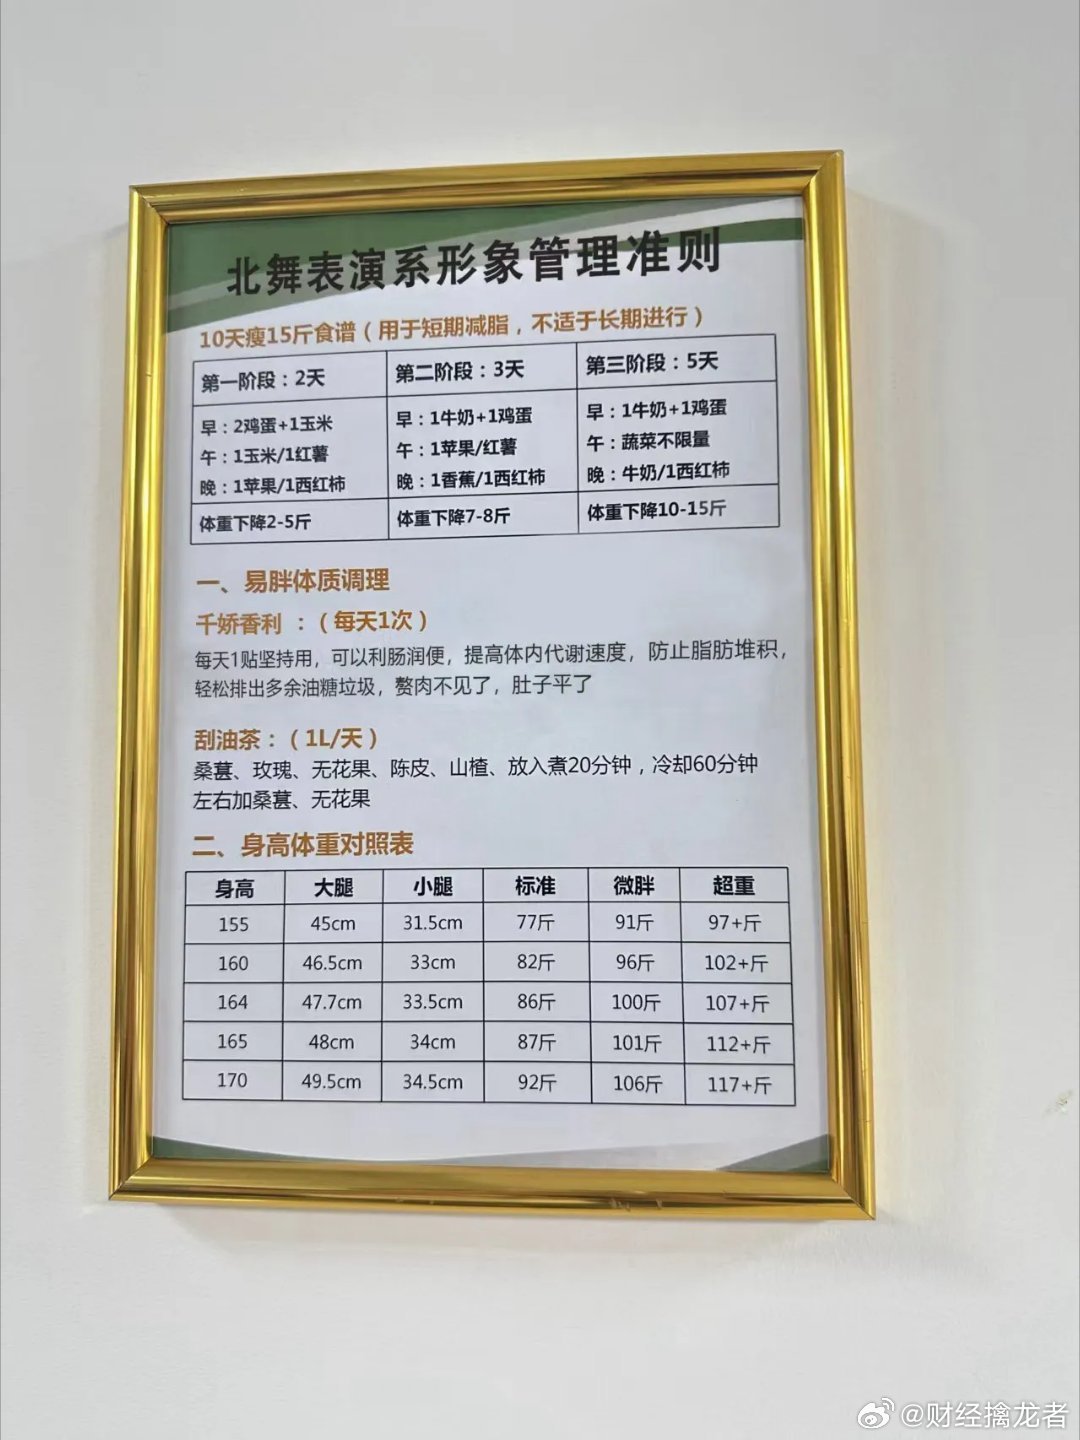 北舞表演系形象管理准则
10天瘦15斤食谱（用于短期减脂，不适于长期进行）
第一阶段：2天 第二阶段：3天 第三阶段：5天
早：2鸡蛋+1玉米 早：1牛奶+1鸡蛋 早：1牛奶+1鸡蛋
午：1玉米/1红薯 午：1苹果/红薯 午：蔬菜不限量
晚：1苹果/1西红柿 晚：1香蕉/1西红柿 晚：牛奶/1西红柿
体重下降2-5斤 体重下降7-8斤 体重下降10-15斤
一、易胖体质调理
千娇香利 ：（每天1次）
每天1贴坚持用，可以利肠润便，提高体内代谢速度，防止脂肪堆积，
轻松排出多余油糖垃圾，赘肉不见了，肚子平了
刮油茶：（1L/天）
桑葚、玫瑰、无花果、陈皮、山楂、放入煮20分钟，冷却60分钟
左右加桑葚、无花果
二、身高体重对照表
身高 大腿 小腿 标准 微胖 超重
155 45cm 31.5cm 77斤 91斤 97+斤
160 46.5cm 33cm 82斤 96斤 102+斤
164 47.7cm 33.5cm 86斤 100斤 107+斤
165 48cm 34cm 87斤 101斤 112+斤
170 49.5cm 34.5cm 92斤 106斤 117+斤
@财经擒龙者